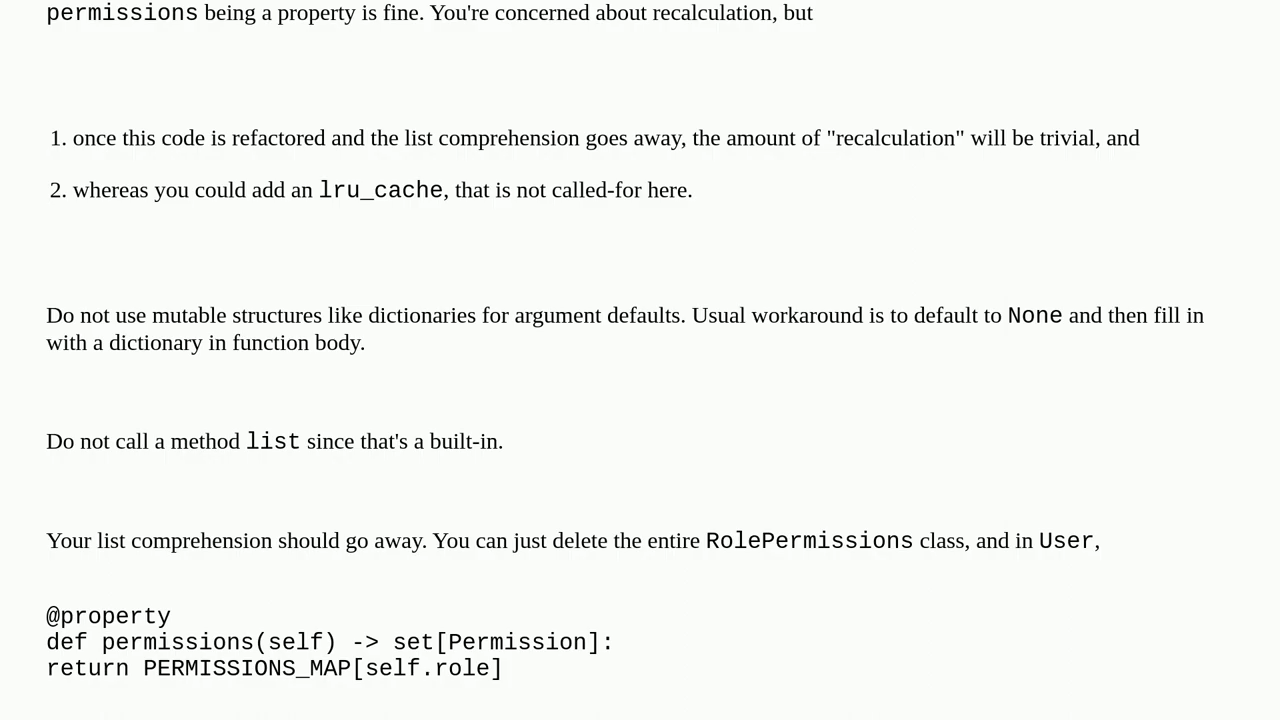 permissions being a property is fine. You're concerned about recalculation, but
1. once this code is refactored and the list comprehension goes away, the amount of "recalculation" will be trivial, and
2. whereas you could add an lru_cache, that is not called-for here.
Do not use mutable structures like dictionaries for argument defaults. Usual workaround is to default to None and then fill in
with a dictionary in function body.
Do not call a method list since that's a built-in.
Your list comprehension should go away. You can just delete the entire RolePermissions class, and in User,
@property
def permissions(self) -> set[Permission]:
return PERMISSIONS_MAP[self.role]